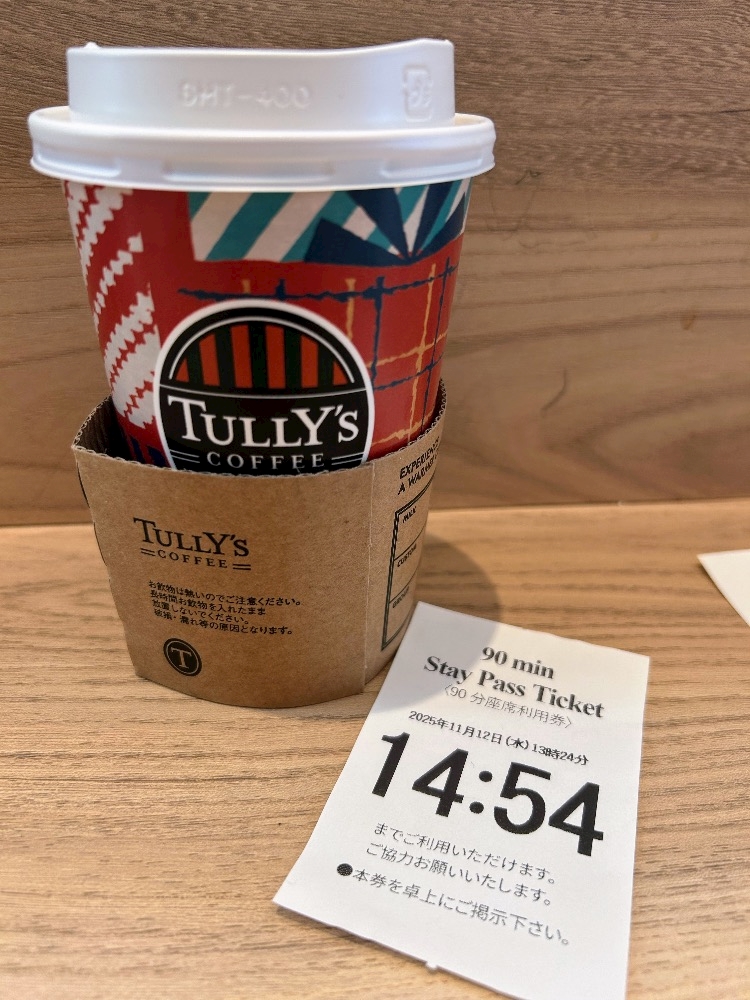 BHT-400
TULLY'S
COFFEE
TULLY'S
COFFEE
お飲物は熱いのでご注意ください。
長時間お飲物を入れたまま
放置しないでください。
破損・漏れ等の原因となります。
T
EXPERIENCE
A WARM
MILK
CUSTOM
90 min
Stay Pass Ticket
〈90 分座席利用券〉
2025年11月12日(水)13時24分
14:54
までご利用いただけます。
ご協力お願いいたします。
●本券を卓上にご掲示下さい。